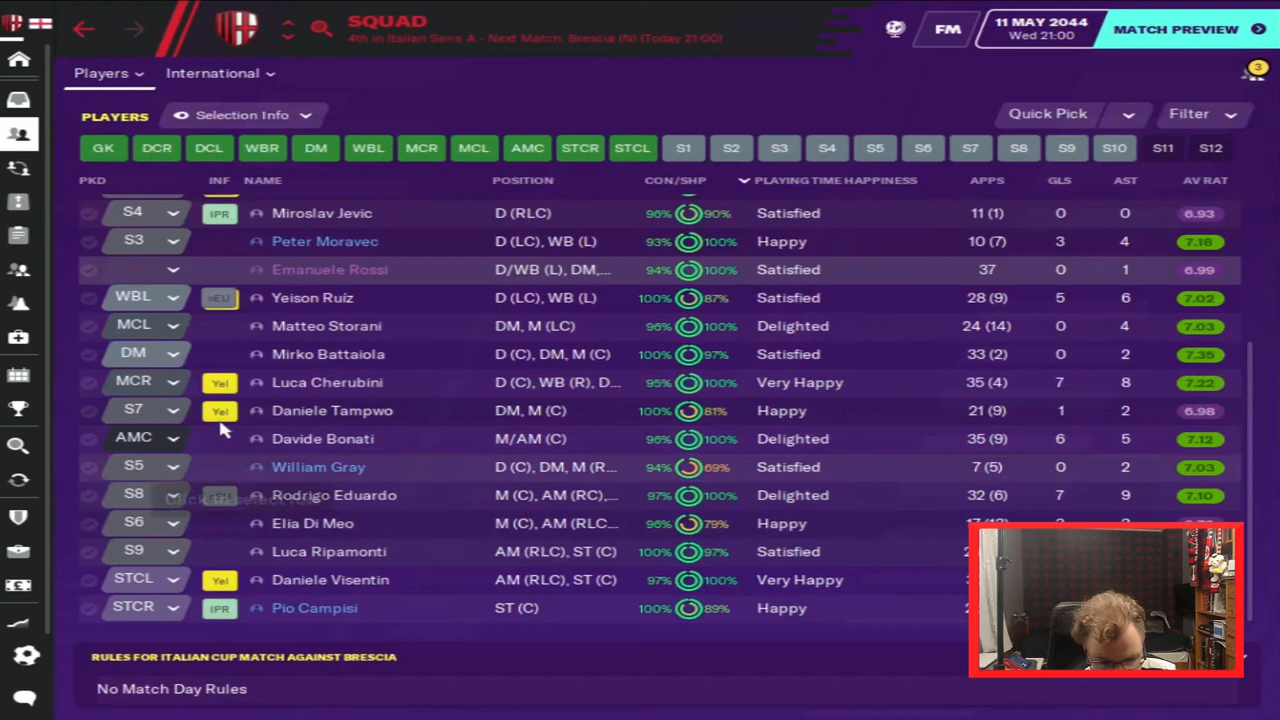 SQUAD
4th in Italian Serie A - Next Match: Brescia (N) (Today 21:00)
FM
11 MAY 2044
Wed 21:00
MATCH PREVIEW
Players
International
3
PLAYERS
Selection Info
Quick Pick
Filter
GK DCR DCL WBR DM WBL MCR MCL AMC STCR STCL S1 S2 S3 S4 S5 S6 S7 S8 S9 S10 S11 S12
PKD INF NAME POSITION CON/SHP PLAYING TIME HAPPINESS APPS GLS AST AV RAT
S4 IPR Miroslav Jevic D (RLC) 96% 90% Satisfied 11 (1) 0 0 6.93
S3 Peter Moravec D (LC), WB (L) 93% 100% Happy 10 (7) 3 4 7.18
Emanuele Rossi D/WB (L), DM,... 94% 100% Satisfied 37 0 1 6.99
WBL nEU Yeison Ruíz D (LC), WB (L) 100% 87% Satisfied 28 (9) 5 6 7.02
MCL Matteo Storani DM, M (LC) 96% 100% Delighted 24 (14) 0 4 7.03
DM Mirko Battaiola D (C), DM, M (C) 100% 97% Satisfied 33 (2) 0 2 7.35
MCR Yel Luca Cherubini D (C), WB (R), D... 95% 100% Very Happy 35 (4) 7 8 7.22
S7 Yel Daniele Tampwo DM, M (C) 100% 81% Happy 21 (9) 1 2 6.98
AMC Davide Bonati M/AM (C) 96% 100% Delighted 35 (9) 6 5 7.12
S5 William Gray D (C), DM, M (R... 94% 69% Satisfied 7 (5) 0 2 7.03
S8 Rodrigo Eduardo M (C), AM (RC), 97% 100% Delighted 32 (6) 7 9 7.10
S6 Elia Di Meo M (C), AM (RLC... 96% 79% Happy
S9 Luca Ripamonti AM (RLC), ST (C) 100% 97% Satisfied
STCL Yel Daniele Visentin AM (RLC), ST (C) 97% 100% Very Happy
STCR IPR Pio Campisi ST (C) 100% 89% Happy
RULES FOR ITALIAN CUP MATCH AGAINST BRESCIA
No Match Day Rules